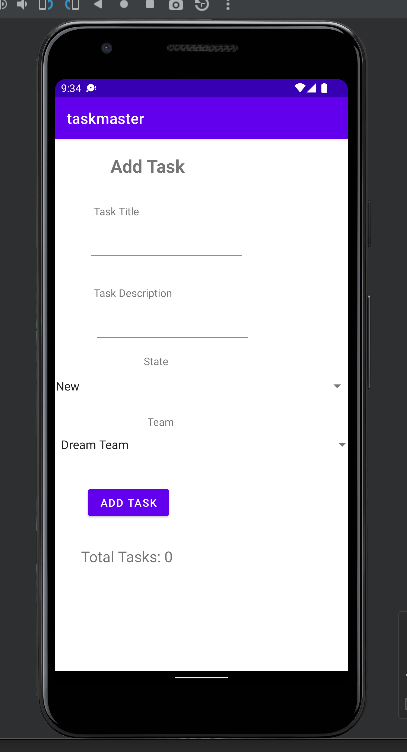 9:34
taskmaster
Add Task
Task Title
Task Description
State
New
Team
Dream Team
ADD TASK
Total Tasks: 0